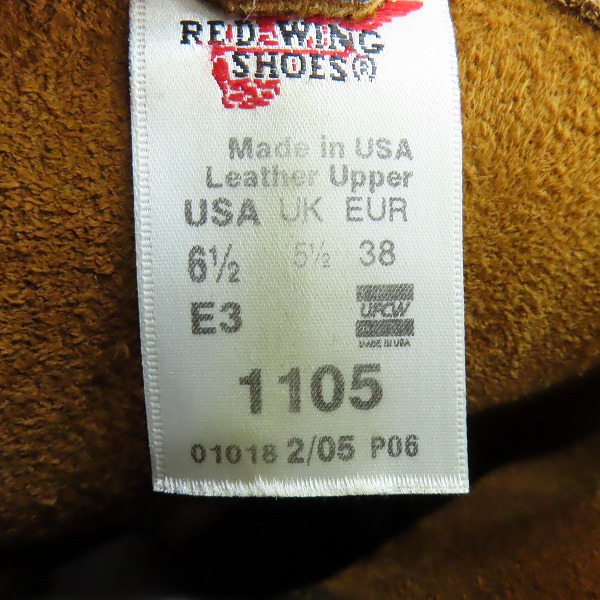 RED WING
SHOES®
Made in USA
Leather Upper
USA UK EUR
6½ 5½ 38
E3
UFCW
MADE IN USA
1105
01018 2/05 P06